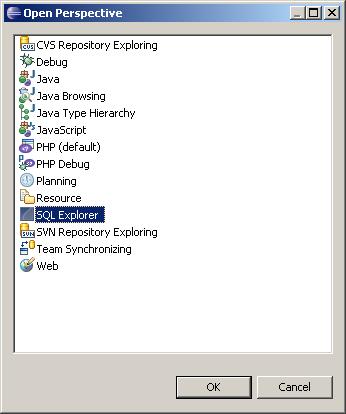 Open Perspective
CVS Repository Exploring
Debug
Java
Java Browsing
Java Type Hierarchy
JavaScript
PHP (default)
PHP Debug
Planning
Resource
SQL Explorer
SVN Repository Exploring
Team Synchronizing
Web
OK
Cancel